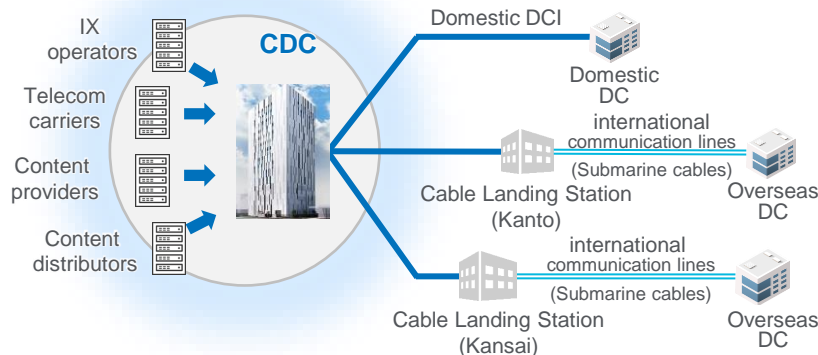 IX
operators
Telecom
carriers
Content
providers
Content
distributors
CDC
Domestic DCI
Domestic
DC
international
communication lines
(Submarine cables)
Cable Landing Station
(Kanto)
Overseas
DC
international
communication lines
(Submarine cables)
Cable Landing Station
(Kansai)
Overseas
DC